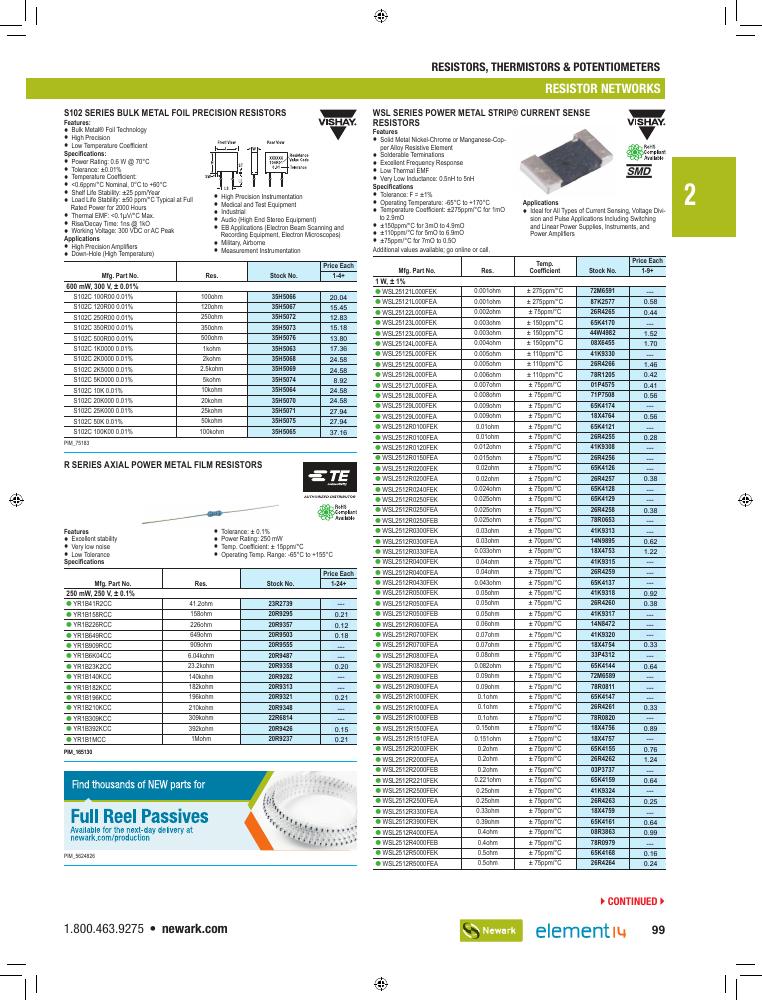 RESISTORS, THERMISTORS & POTENTIOMETERS
RESISTOR NETWORKS
S102 SERIES BULK METAL FOIL PRECISION RESISTORS
VISHAY
Features:
• Bulk Metal® Foil Technology
• High Precision
• Low Temperature Coefficient
Specifications:
• Power Rating: 0.6 W @ 70°C
• Tolerance: ±0.01%
• Temperature Coefficient:
• <0.6ppm/°C Nominal, 0°C to +60°C
• Shelf Life Stability: ±25 ppm/Year
• Load Life Stability: ±50 ppm/°C Typical at Full
Rated Power for 2000 Hours
• Thermal EMF: <0.1µV/°C Max.
• Rise/Decay Time: 1ns @ 1kO
• Working Voltage: 300 VDC or AC Peak
Applications
• High Precision Amplifiers
• Down-Hole (High Temperature)
Front View
Rear View
XXXXXX
Resistance
Value Code
Tolerance
• High Precision Instrumentation
• Medical and Test Equipment
• Industrial
• Audio (High End Stereo Equipment)
• EB Applications (Electron Beam Scanning and
Recording Equipment, Electron Microscopes)
• Military, Airborne
• Measurement Instrumentation
Price Each
Mfg. Part No. Res. Stock No. 1-4+
600 mW, 300 V, ± 0.01%
S102C 100R00 0.01% 100ohm 35H5066 20.04
S102C 120R00 0.01% 120ohm 35H5067 15.45
S102C 250R00 0.01% 250ohm 35H5072 12.83
S102C 350R00 0.01% 350ohm 35H5073 15.18
S102C 500R00 0.01% 500ohm 35H5076 13.80
S102C 1K0000 0.01% 1kohm 35H5063 17.36
S102C 2K0000 0.01% 2kohm 35H5068 24.58
S102C 2K5000 0.01% 2.5kohm 35H5069 24.58
S102C 5K0000 0.01% 5kohm 35H5074 8.92
S102C 10K 0.01% 10kohm 35H5064 24.58
S102C 20K000 0.01% 20kohm 35H5070 24.58
S102C 25K000 0.01% 25kohm 35H5071 27.94
S102C 50K 0.01% 50kohm 35H5075 27.94
S102C 100K00 0.01% 100kohm 35H5065 37.16
PIM_75183
R SERIES AXIAL POWER METAL FILM RESISTORS
TE
connectivity
AUTHORIZED DISTRIBUTOR
RoHS
Compliant
Available
Features
• Excellent stability
• Very low noise
• Low Tolerance
Specifications
• Tolerance: ± 0.1%
• Power Rating: 250 mW
• Temp. Coefficient: ± 15ppm/°C
• Operating Temp. Range: -65°C to +155°C
Price Each
Mfg. Part No. Res. Stock No. 1-24+
250 mW, 250 V, ± 0.1%
YR1B41R2CC 41.2ohm 23R2739 ---
YR1B158RCC 158ohm 20R9295 0.21
YR1B226RCC 226ohm 20R9357 0.12
YR1B649RCC 649ohm 20R9503 0.18
YR1B909RCC 909ohm 20R9555 ---
YR1B6K04CC 6.04kohm 20R9487 ---
YR1B23K2CC 23.2kohm 20R9358 0.20
YR1B140KCC 140kohm 20R9282 ---
YR1B182KCC 182kohm 20R9313 ---
YR1B196KCC 196kohm 20R9321 0.21
YR1B210KCC 210kohm 20R9348 ---
YR1B309KCC 309kohm 22R6814 ---
YR1B392KCC 392kohm 20R9426 0.15
YR1B1MCC 1Mohm 20R9237 0.21
PIM_165130
Find thousands of NEW parts for
Full Reel Passives
Available for the next-day delivery at
newark.com/production
PIM_5624826
WSL SERIES POWER METAL STRIP® CURRENT SENSE
RESISTORS
VISHAY
Features
• Solid Metal Nickel-Chrome or Manganese-Cop-
per Alloy Resistive Element
• Solderable Terminations
• Excellent Frequency Response
• Low Thermal EMF
• Very Low Inductance: 0.5nH to 5nH
Specifications
• Tolerance: F = ±1%
• Operating Temperature: -65°C to +170°C
• Temperature Coefficient: ±275ppm/°C for 1mO
to 2.9mO
• ±150ppm/°C for 3mO to 4.9mO
• ±110ppm/°C for 5mO to 6.9mO
• ±75ppm/°C for 7mO to 0.5O
Additional values available; go online or call.
RoHS
Compliant
Available
SMD
Applications
• Ideal for All Types of Current Sensing, Voltage Divi-
sion and Pulse Applications Including Switching
and Linear Power Supplies, Instruments, and
Power Amplifiers
2
Price Each
Mfg. Part No. Res. Temp. Coefficient Stock No. 1-9+
1 W, ± 1%
WSL25121L000FEK 0.001ohm ± 275ppm/°C 72M6591 ---
WSL25121L000FEA 0.001ohm ± 275ppm/°C 87K2577 0.58
WSL25122L000FEA 0.002ohm ± 75ppm/°C 26R4265 0.44
WSL25123L000FEK 0.003ohm ± 150ppm/°C 65K4170 ---
WSL25123L000FEA 0.003ohm ± 150ppm/°C 44W4982 1.52
WSL25124L000FEA 0.004ohm ± 150ppm/°C 08X6455 1.70
WSL25125L000FEK 0.005ohm ± 110ppm/°C 41K9330 ---
WSL25125L000FEA 0.005ohm ± 110ppm/°C 26R4266 1.46
WSL25126L000FEA 0.006ohm ± 110ppm/°C 78R1205 0.42
WSL25127L000FEA 0.007ohm ± 75ppm/°C 01P4575 0.41
WSL25128L000FEA 0.008ohm ± 75ppm/°C 71P7508 0.56
WSL25129L000FEK 0.009ohm ± 75ppm/°C 65K4174 ---
WSL25129L000FEA 0.009ohm ± 75ppm/°C 18X4764 0.56
WSL2512R0100FEK 0.01ohm ± 75ppm/°C 65K4121 ---
WSL2512R0100FEA 0.01ohm ± 75ppm/°C 26R4255 0.28
WSL2512R0120FEK 0.012ohm ± 75ppm/°C 41K9308 ---
WSL2512R0150FEA 0.015ohm ± 75ppm/°C 26R4256 ---
WSL2512R0200FEK 0.02ohm ± 75ppm/°C 65K4126 ---
WSL2512R0200FEA 0.02ohm ± 75ppm/°C 26R4257 0.38
WSL2512R0240FEK 0.024ohm ± 75ppm/°C 65K4128 ---
WSL2512R0250FEK 0.025ohm ± 75ppm/°C 65K4129 ---
WSL2512R0250FEA 0.025ohm ± 75ppm/°C 26R4258 0.38
WSL2512R0250FEB 0.025ohm ± 75ppm/°C 78R0653 ---
WSL2512R0300FEK 0.03ohm ± 75ppm/°C 41K9313 ---
WSL2512R0300FEA 0.03ohm ± 70ppm/°C 14N9895 0.62
WSL2512R0330FEA 0.033ohm ± 75ppm/°C 18X4753 1.22
WSL2512R0400FEK 0.04ohm ± 75ppm/°C 41K9315 ---
WSL2512R0400FEA 0.04ohm ± 75ppm/°C 26R4259 ---
WSL2512R0430FEK 0.043ohm ± 75ppm/°C 65K4137 ---
WSL2512R0500FEK 0.05ohm ± 75ppm/°C 41K9318 0.92
WSL2512R0500FEA 0.05ohm ± 75ppm/°C 26R4260 0.38
WSL2512R0500FEB 0.05ohm ± 75ppm/°C 41K9317 ---
WSL2512R0600FEA 0.06ohm ± 75ppm/°C 14N8472 ---
WSL2512R0700FEK 0.07ohm ± 75ppm/°C 41K9320 ---
WSL2512R0700FEA 0.07ohm ± 75ppm/°C 18X4754 0.33
WSL2512R0800FEA 0.08ohm ± 75ppm/°C 33P4312 ---
WSL2512R0820FEK 0.082ohm ± 75ppm/°C 65K4144 0.64
WSL2512R0900FEB 0.09ohm ± 75ppm/°C 72M6589 ---
WSL2512R0900FEA 0.09ohm ± 75ppm/°C 78R0811 ---
WSL2512R1000FEK 0.1ohm ± 75ppm/°C 65K4147 ---
WSL2512R1000FEA 0.1ohm ± 75ppm/°C 26R4261 0.33
WSL2512R1000FEB 0.1ohm ± 75ppm/°C 78R0820 ---
WSL2512R1500FEA 0.15ohm ± 75ppm/°C 18X4756 0.89
WSL2512R1510FEA 0.151ohm ± 75ppm/°C 18X4757 ---
WSL2512R2000FEK 0.2ohm ± 75ppm/°C 65K4155 0.76
WSL2512R2000FEA 0.2ohm ± 75ppm/°C 26R4262 1.24
WSL2512R2000FEB 0.2ohm ± 75ppm/°C 03P3737 ---
WSL2512R2210FEK 0.221ohm ± 75ppm/°C 65K4159 0.64
WSL2512R2500FEK 0.25ohm ± 75ppm/°C 41K9324 ---
WSL2512R2500FEA 0.25ohm ± 75ppm/°C 26R4263 0.25
WSL2512R3300FEA 0.33ohm ± 75ppm/°C 18X4759 ---
WSL2512R3900FEK 0.39ohm ± 75ppm/°C 65K4161 0.64
WSL2512R4000FEA 0.4ohm ± 75ppm/°C 08R3863 0.99
WSL2512R4000FEB 0.4ohm ± 75ppm/°C 78R0979 ---
WSL2512R5000FEK 0.5ohm ± 75ppm/°C 65K4168 0.16
WSL2512R5000FEA 0.5ohm ± 75ppm/°C 26R4264 0.24
CONTINUED
1.800.463.9275 • newark.com
Newark
element14
99